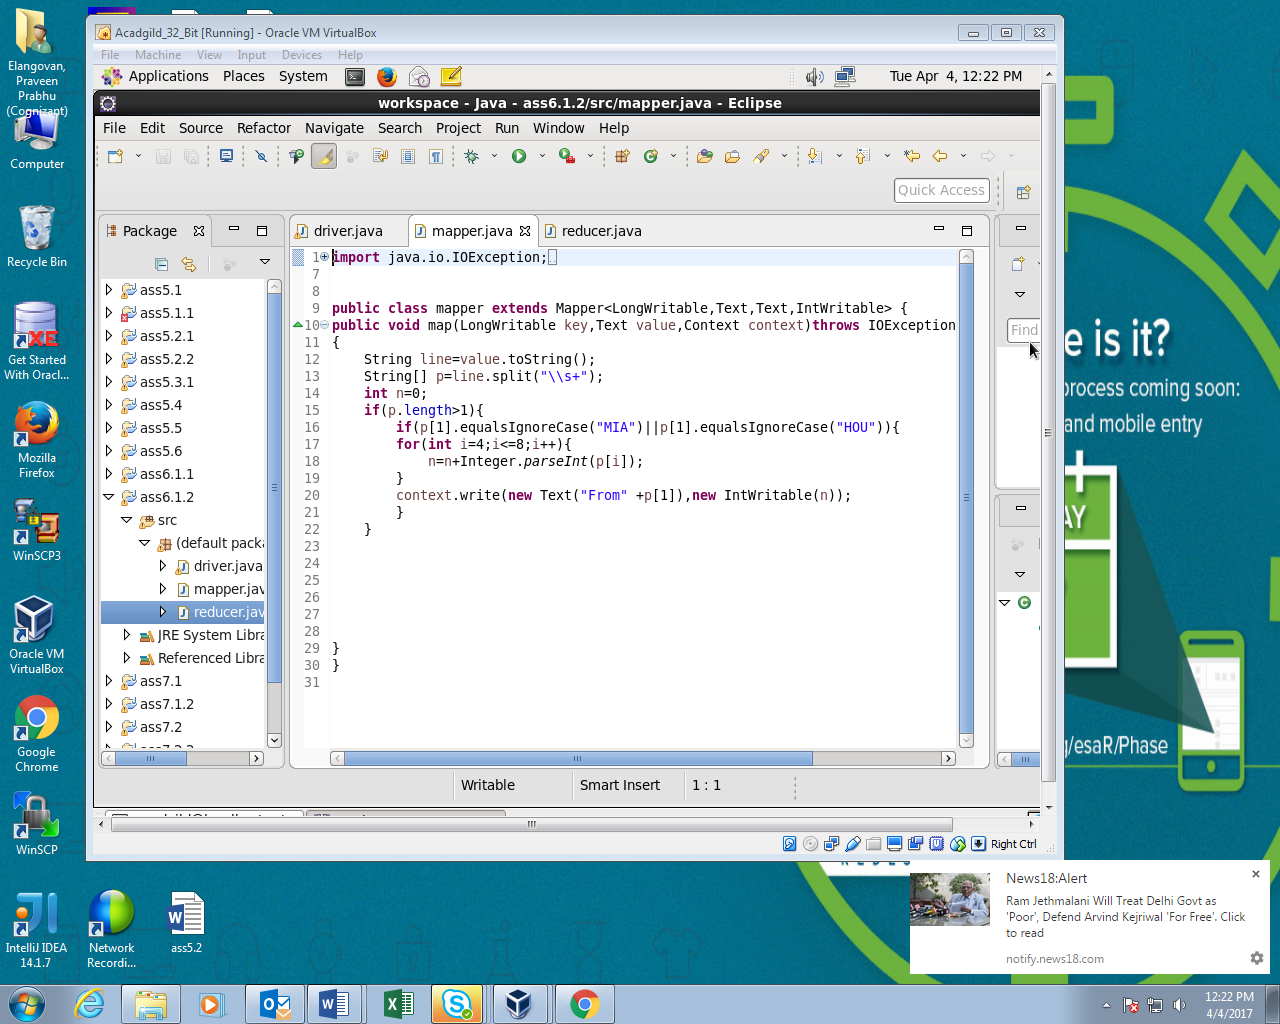 Acadgild_32_Bit [Running] - Oracle VM VirtualBox
File Machine View Input Devices Help
Applications Places System
Tue Apr 4, 12:22 PM
workspace - Java - ass6.1.2/src/mapper.java - Eclipse
File Edit Source Refactor Navigate Search Project Run Window Help
Quick Access
Package
driver.java
mapper.java
reducer.java
ass5.1
ass5.1.1
ass5.2.1
ass5.2.2
ass5.3.1
ass5.4
ass5.5
ass5.6
ass6.1.1
ass6.1.2
src
(default packa
driver.java
mapper.jav
reducer.jav
JRE System Libra
Referenced Libra
ass7.1
ass7.1.2
ass7.2
1 import java.io.IOException;
7
8
9 public class mapper extends Mapper<LongWritable,Text,Text,IntWritable> {
10 public void map(LongWritable key,Text value,Context context)throws IOException
11 {
12 String line=value.toString();
13 String[] p=line.split("\\s+");
14 int n=0;
15 if(p.length>1){
16 if(p[1].equalsIgnoreCase("MIA")||p[1].equalsIgnoreCase("HOU")){
17 for(int i=4;i<=8;i++){
18 n=n+Integer.parseInt(p[i]);
19 }
20 context.write(new Text("From" +p[1]),new IntWritable(n));
21 }
22 }
23
24
25
26
27
28
29 }
30 }
31
Find
Writable Smart Insert 1 : 1
Right Ctrl
e is it?
process coming soon:
and mobile entry
AY
g/esaR/Phase
Elangovan,
Praveen
Prabhu
(Cognizant)
Computer
Recycle Bin
Get Started
With Oracl...
Mozilla
Firefox
WinSCP3
Oracle VM
VirtualBox
Google
Chrome
WinSCP
IntelliJ IDEA
14.1.7
Network
Recordi...
ass5.2
News18:Alert
Ram Jethmalani Will Treat Delhi Govt as
'Poor', Defend Arvind Kejriwal 'For Free'. Click
to read
notify.news18.com
12:22 PM
4/4/2017